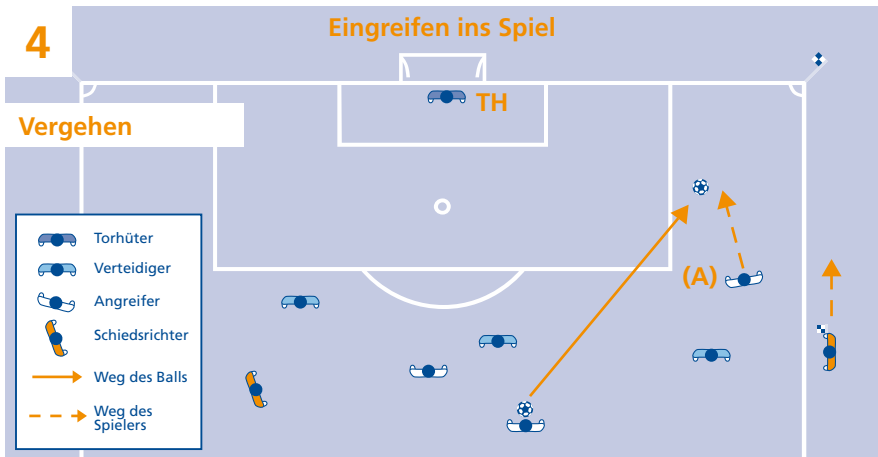 4
Eingreifen ins Spiel
TH
Vergehen
(A)
Torhüter
Verteidiger
Angreifer
Schiedsrichter
Weg des Balls
Weg des
Spielers